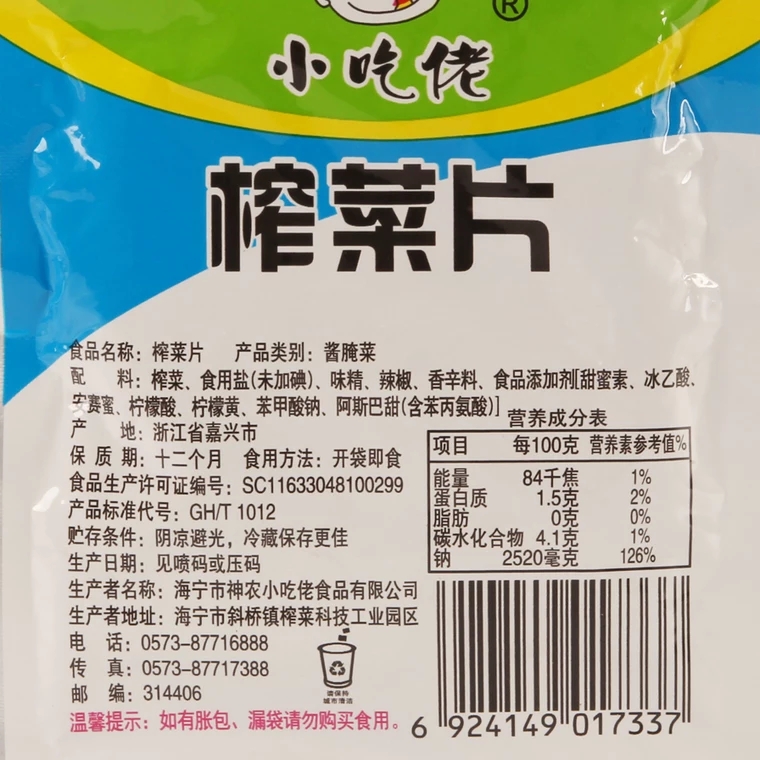 ®
小吃佬
榨菜片
食品名称：榨菜片 产品类别：酱腌菜
配 料：榨菜、食用盐(未加碘)、味精、辣椒、香辛料、食品添加剂[甜蜜素、冰乙酸、
安赛蜜、柠檬酸、柠檬黄、苯甲酸钠、阿斯巴甜(含苯丙氨酸)]
产 地：浙江省嘉兴市
保 质 期：十二个月 食用方法：开袋即食
食品生产许可证编号：SC11633048100299
产品标准代号：GH/T 1012
贮存条件：阴凉避光，冷藏保存更佳
生产日期：见喷码或压码
生产者名称：海宁市神农小吃佬食品有限公司
生产者地址：海宁市斜桥镇榨菜科技工业园区
电 话：0573-87716888
传 真：0573-87717388
邮 编：314406
温馨提示：如有胀包、漏袋请勿购买食用。
营养成分表
项目 每100克 营养素参考值%
能量 84千焦 1%
蛋白质 1.5克 2%
脂肪 0克 0%
碳水化合物 4.1克 1%
钠 2520毫克 126%
请保持
城市清洁
6 924149 017337